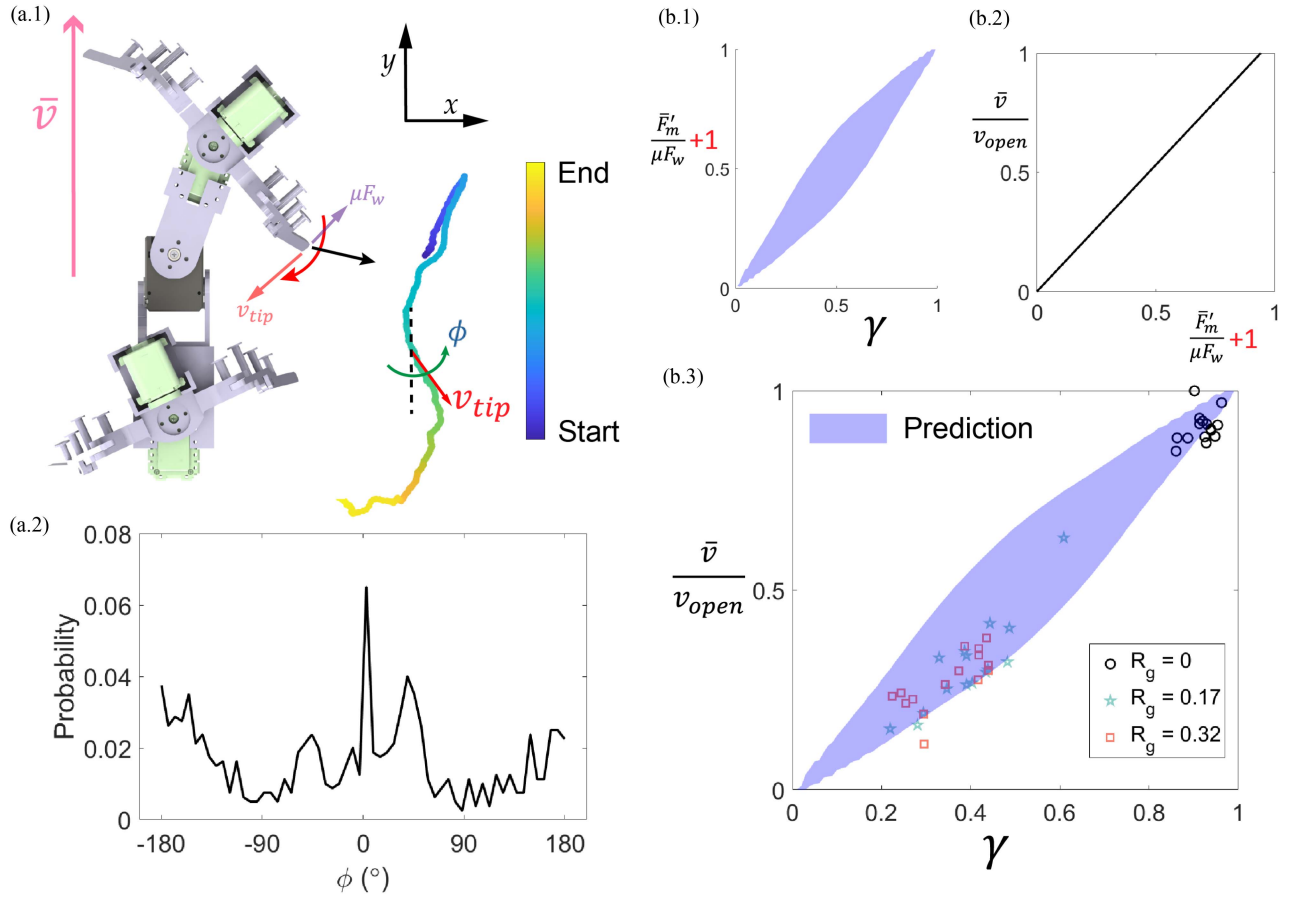 (a.1)
v̄
y
x
μF_w
v_tip
ϕ
v_tip
End
Start
(a.2)
Probability
0.08
0.06
0.04
0.02
0
-180
-90
0
90
180
ϕ (°)
(b.1)
F̄'_m/μF_w +1
1
0.5
0
0
0.5
1
γ
(b.2)
v̄/v_open
1
0.5
0
0
0.5
1
F̄'_m/μF_w +1
(b.3)
v̄/v_open
1
0.5
0
Prediction
R_g = 0
R_g = 0.17
R_g = 0.32
0
0.2
0.4
0.6
0.8
1
γ